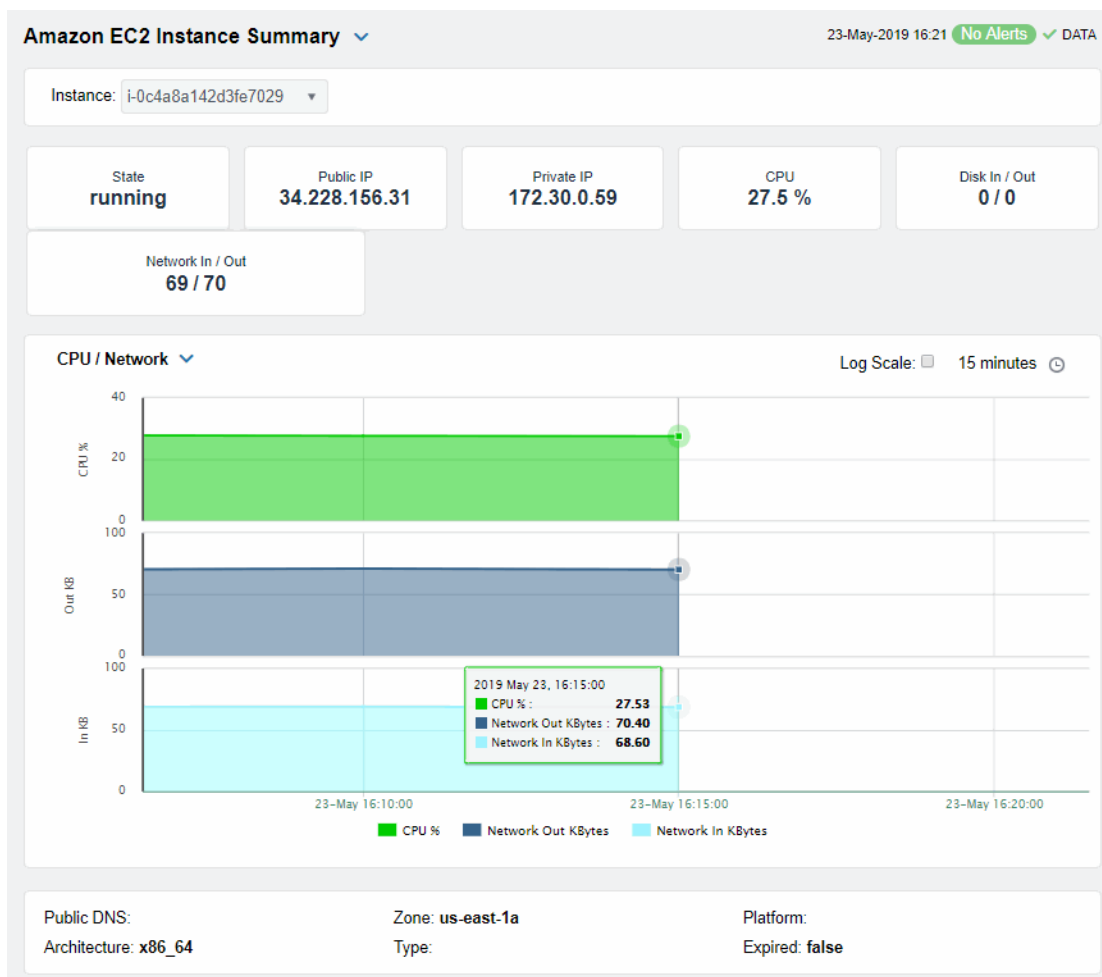 Amazon EC2 Instance Summary
23-May-2019 16:21 No Alerts DATA
Instance: i-0c4a8a142d3fe7029
State
running
Public IP
34.228.156.31
Private IP
172.30.0.59
CPU
27.5 %
Disk In / Out
0 / 0
Network In / Out
69 / 70
CPU / Network
Log Scale: 15 minutes
40
20
0
CPU %
100
50
0
Out KB
100
50
0
In KB
2019 May 23, 16:15:00
CPU % : 27.53
Network Out KBytes : 70.40
Network In KBytes : 68.60
23-May 16:10:00 23-May 16:15:00 23-May 16:20:00
CPU % Network Out KBytes Network In KBytes
Public DNS: Zone: us-east-1a Platform:
Architecture: x86_64 Type: Expired: false